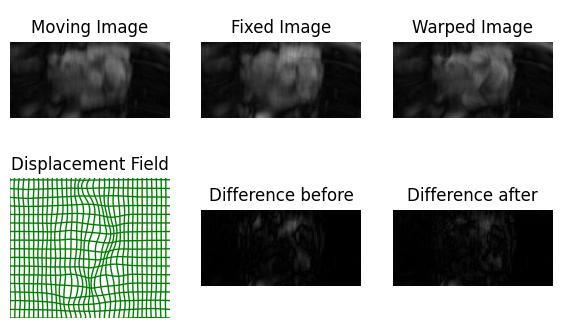 Moving Image
Fixed Image
Warped Image
Displacement Field
Difference before
Difference after